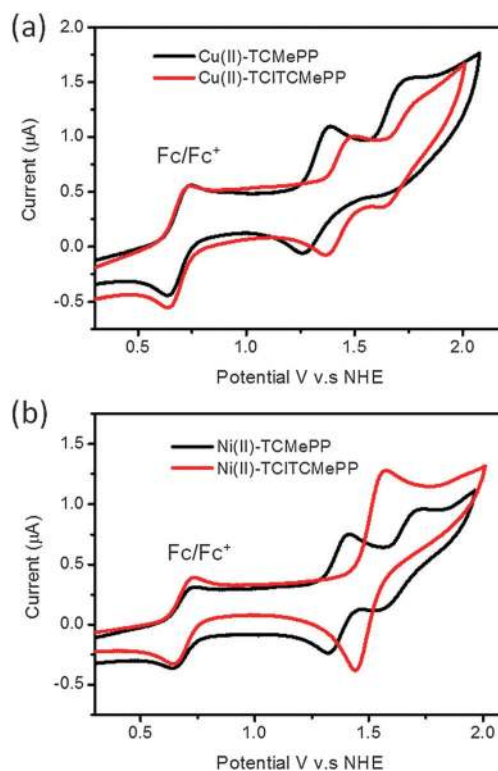 (a)
Cu(II)-TCMePP
Cu(II)-TClTCMePP
Fc/Fc⁺
Current (μA)
2.0
1.5
1.0
0.5
0.0
-0.5
0.5 1.0 1.5 2.0
Potential V v.s NHE
(b)
Ni(II)-TCMePP
Ni(II)-TClTCMePP
Fc/Fc⁺
Current (μA)
1.5
1.0
0.5
0.0
-0.5
0.5 1.0 1.5 2.0
Potential V v.s NHE